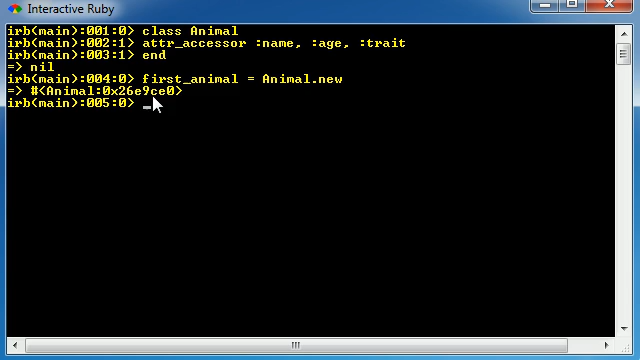 Interactive Ruby
irb(main):001:0> class Animal
irb(main):002:1> attr_accessor :name, :age, :trait
irb(main):003:1> end
=> nil
irb(main):004:0> first_animal = Animal.new
=> #<Animal:0x26e9ce0>
irb(main):005:0> _